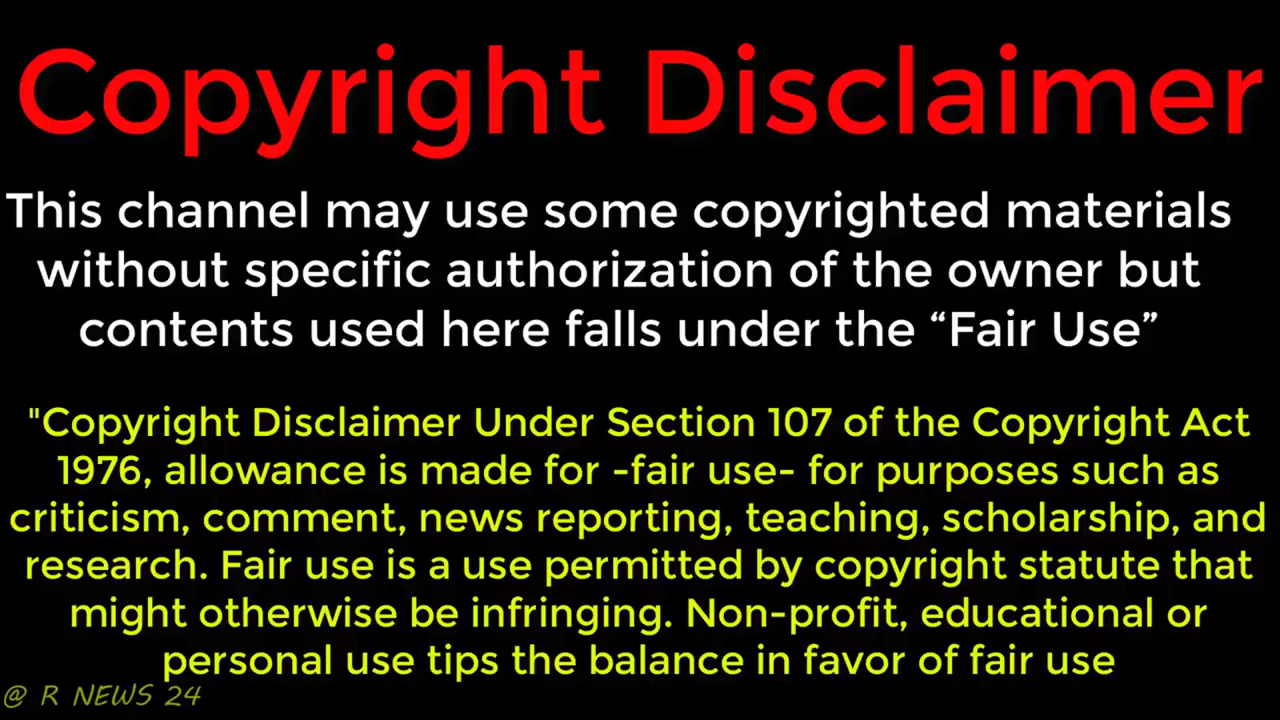 Copyright Disclaimer
This channel may use some copyrighted materials
without specific authorization of the owner but
contents used here falls under the “Fair Use”
"Copyright Disclaimer Under Section 107 of the Copyright Act
1976, allowance is made for -fair use- for purposes such as
criticism, comment, news reporting, teaching, scholarship, and
research. Fair use is a use permitted by copyright statute that
might otherwise be infringing. Non-profit, educational or
personal use tips the balance in favor of fair use
@ R NEWS 24